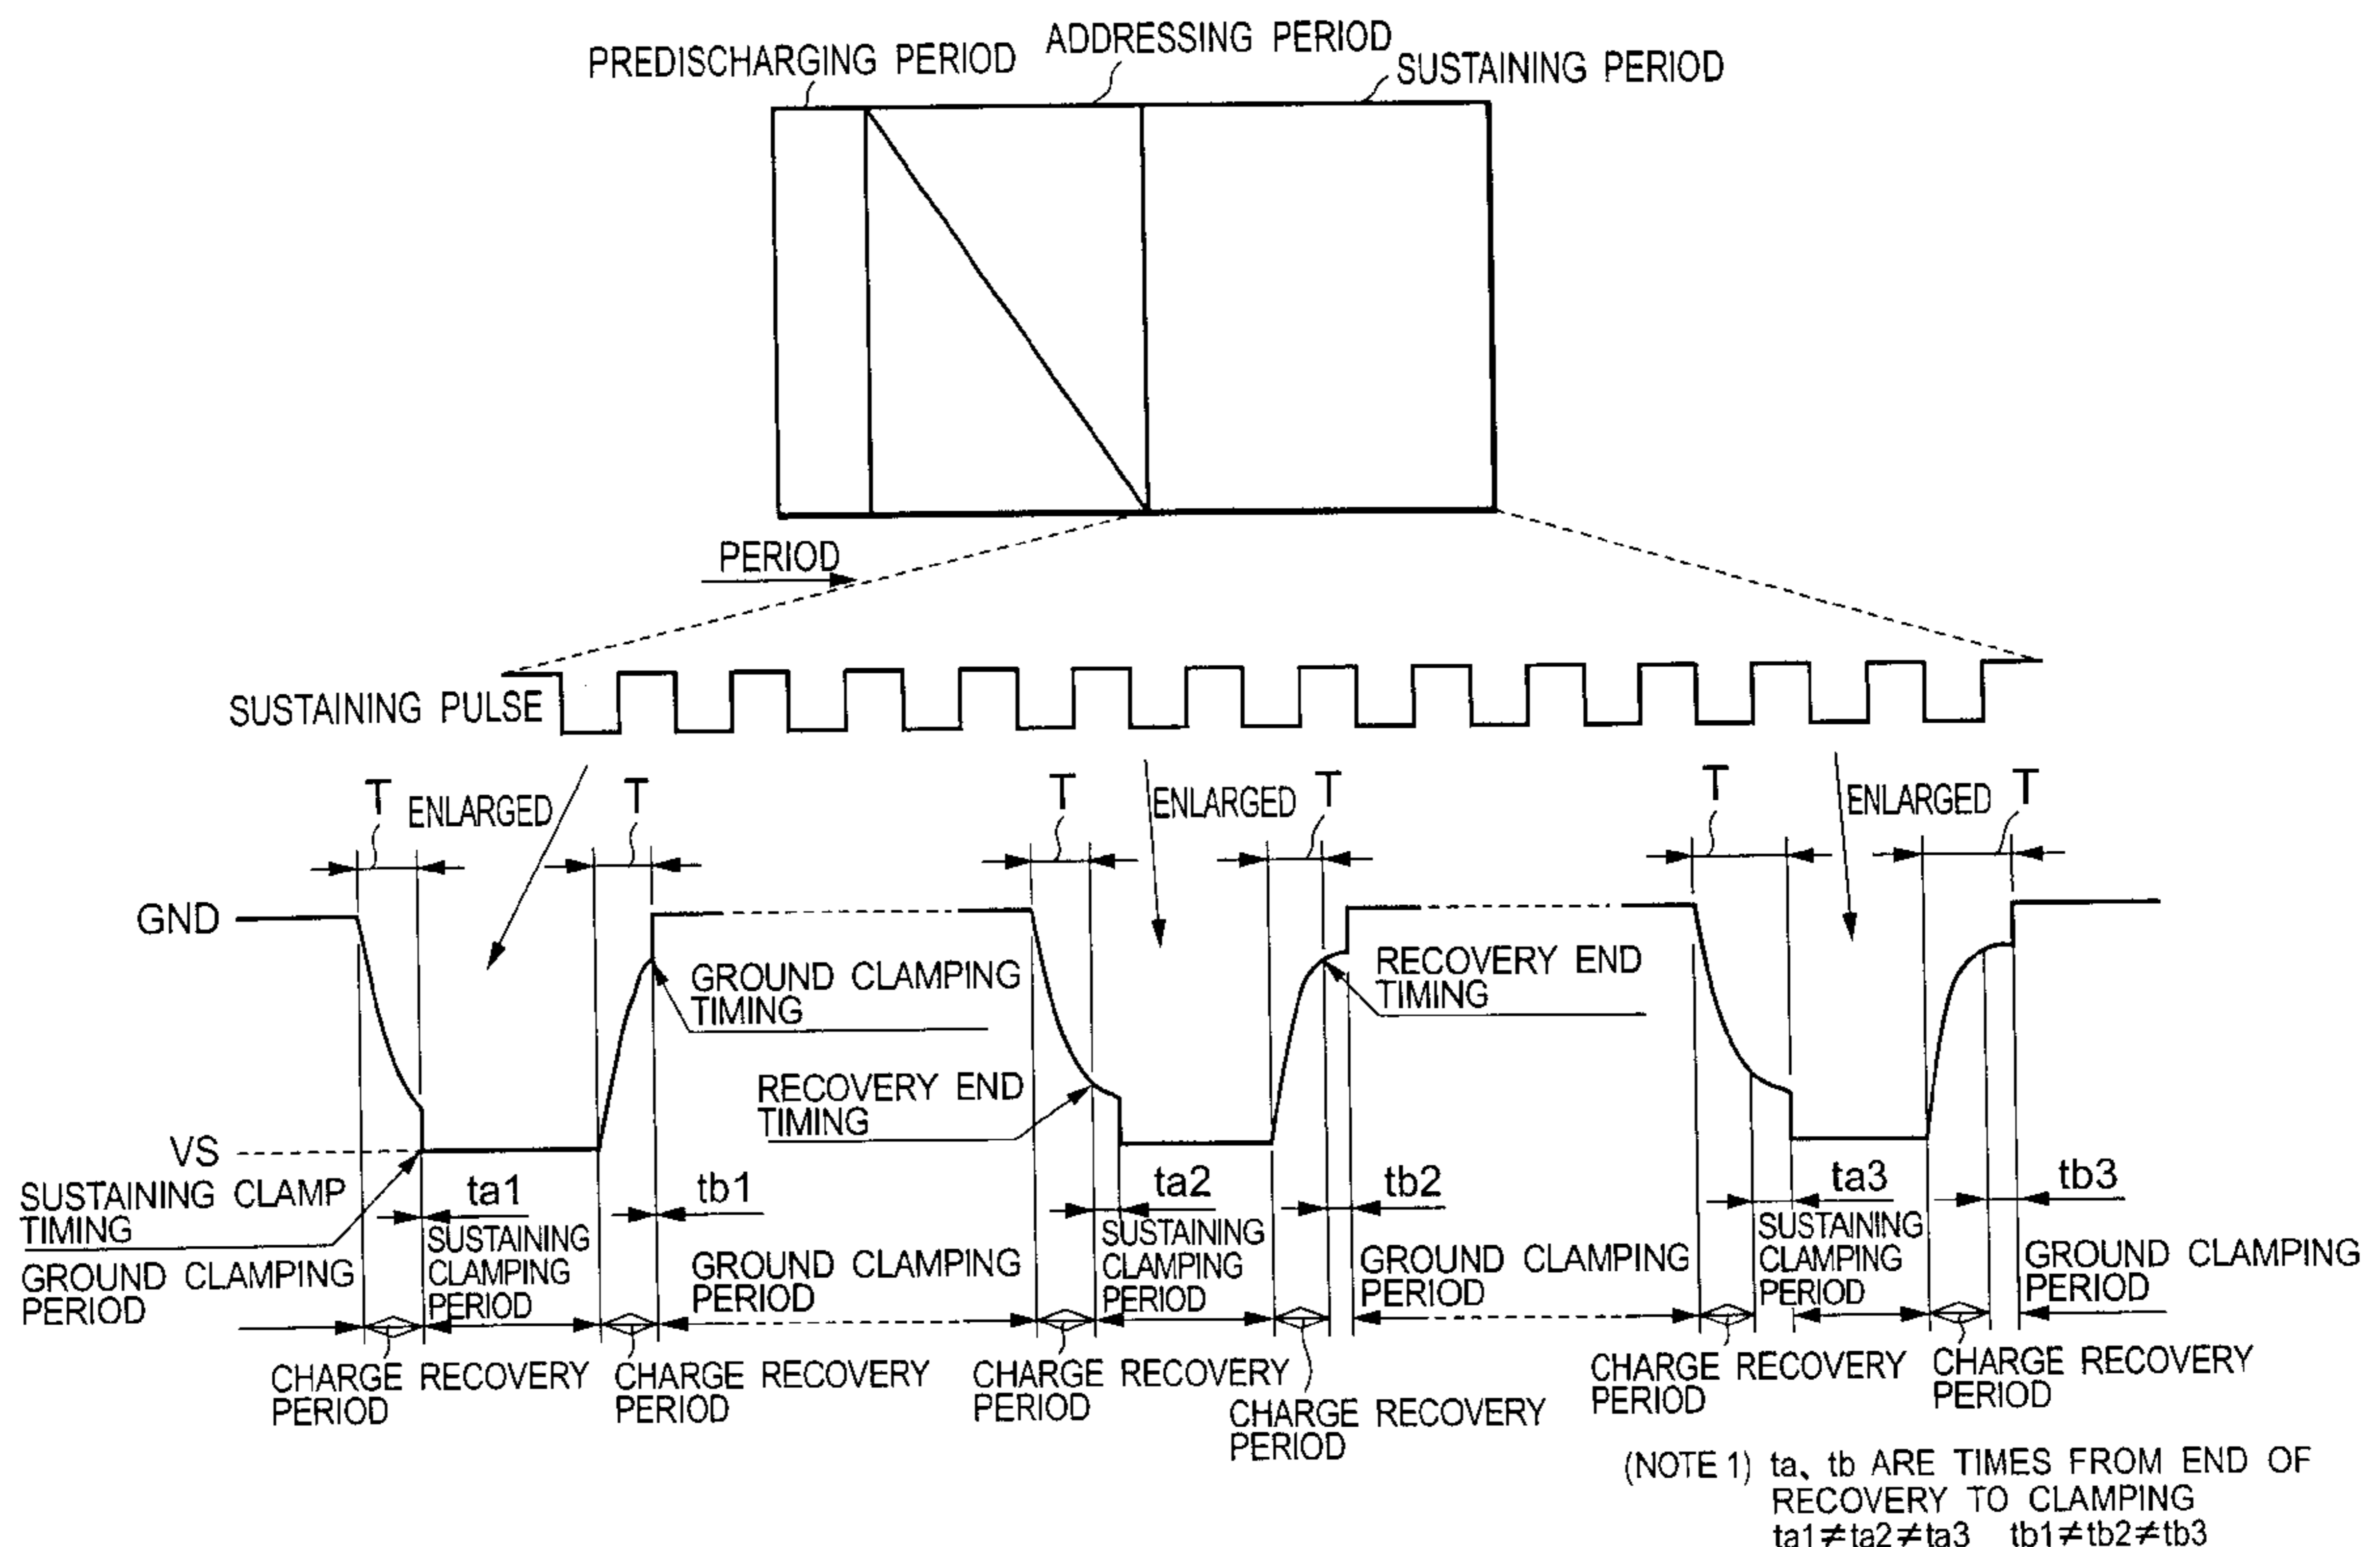 PREDISCHARGING PERIOD
ADDRESSING PERIOD
SUSTAINING PERIOD
PERIOD
SUSTAINING PULSE
T
ENLARGED
T
T
ENLARGED
T
T
ENLARGED
T
GND
GROUND CLAMPING
TIMING
RECOVERY END
TIMING
RECOVERY END
TIMING
VS
SUSTAINING CLAMP
TIMING
ta1
tb1
ta2
tb2
ta3
tb3
GROUND CLAMPING
PERIOD
SUSTAINING
CLAMPING
PERIOD
GROUND CLAMPING
PERIOD
SUSTAINING
CLAMPING
PERIOD
GROUND CLAMPING
PERIOD
SUSTAINING
CLAMPING
PERIOD
GROUND CLAMPING
PERIOD
CHARGE RECOVERY
PERIOD
CHARGE RECOVERY
PERIOD
CHARGE RECOVERY
PERIOD
CHARGE RECOVERY
PERIOD
CHARGE RECOVERY
PERIOD
CHARGE RECOVERY
PERIOD
(NOTE 1) ta、tb ARE TIMES FROM END OF
RECOVERY TO CLAMPING
ta1≠ta2≠ta3 tb1≠tb2≠tb3